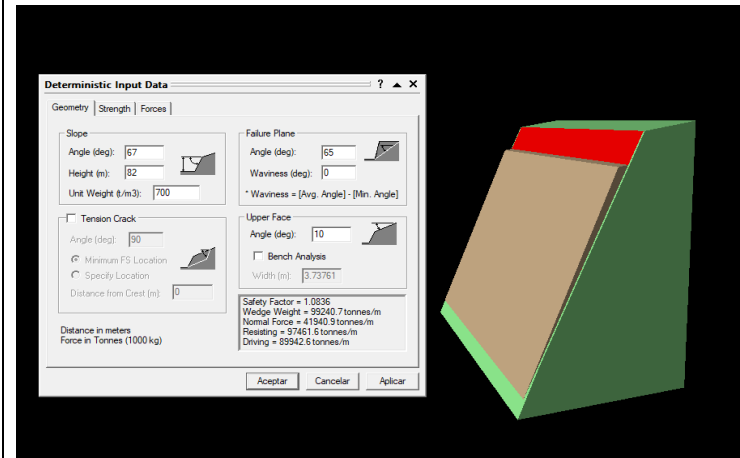 Deterministic Input Data ? ▲ ×
Geometry Strength Forces
Slope
Angle (deg): 67
Height (m): 82
Unit Weight (t/m3): 700
Failure Plane
Angle (deg): 65
Waviness (deg): 0
* Waviness = [Avg. Angle] - [Min. Angle]
Tension Crack
Angle (deg): 90
Minimum FS Location
Specify Location
Distance from Crest (m): 0
Upper Face
Angle (deg): 10
Bench Analysis
Width (m): 3.73761
Distance in meters
Force in Tonnes (1000 kg)
Safety Factor = 1.0836
Wedge Weight = 99240.7 tonnes/m
Normal Force = 41940.9 tonnes/m
Resisting = 97461.6 tonnes/m
Driving = 89942.6 tonnes/m
Aceptar Cancelar Aplicar